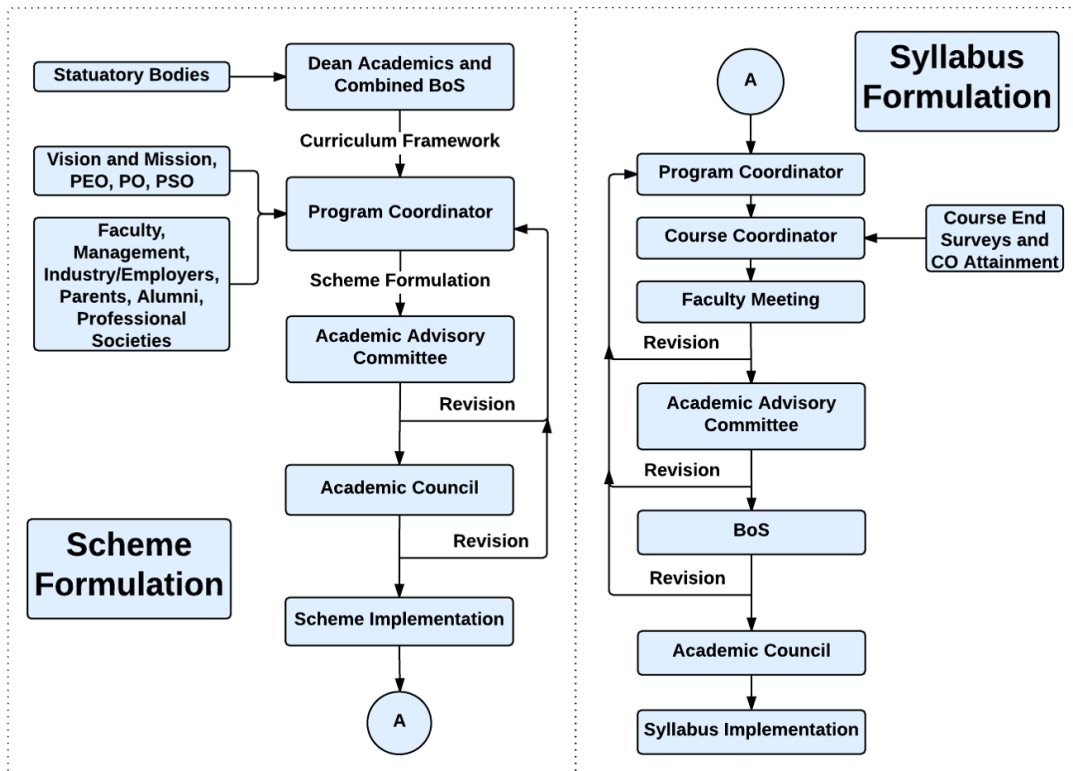 Statuatory Bodies
Dean Academics and
Combined BoS
Curriculum Framework
Vision and Mission,
PEO, PO, PSO
Program Coordinator
Faculty,
Management,
Industry/Employers,
Parents, Alumni,
Professional
Societies
Scheme Formulation
Academic Advisory
Committee
Revision
Academic Council
Revision
Scheme
Formulation
Scheme Implementation
A
Syllabus
Formulation
A
Program Coordinator
Course Coordinator
Course End
Surveys and
CO Attainment
Faculty Meeting
Revision
Academic Advisory
Committee
Revision
BoS
Revision
Academic Council
Syllabus Implementation